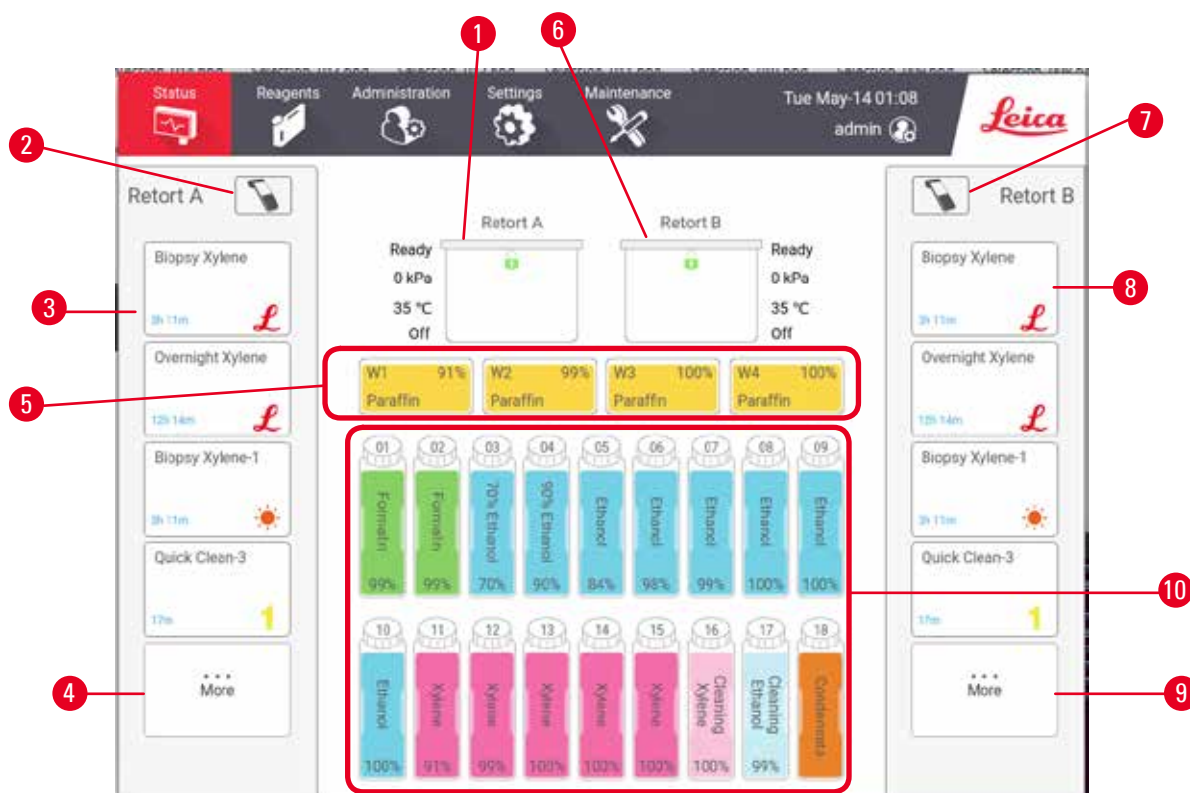 1
6
Status Reagents Administration Settings Maintenance
Tue May-14 01:08
admin
Leica
2
7
Retort A
Retort B
Retort A
Retort B
3
Biopsy Xylene
3h 11m
Overnight Xylene
12h 14m
Biopsy Xylene-1
3h 11m
Quick Clean-3
17m
1
4
More
Ready
0 kPa
35 °C
Off
Ready
0 kPa
35 °C
Off
5
W1 91%
Paraffin
W2 99%
Paraffin
W3 100%
Paraffin
W4 100%
Paraffin
01 02 03 04 05 06 07 08 09
Formalin
Formalin
70% Ethanol
90% Ethanol
Ethanol
Ethanol
Ethanol
Ethanol
Ethanol
99% 99% 70% 90% 84% 98% 99% 100% 100%
10 11 12 13 14 15 16 17 18
Ethanol
Xylene
Xylene
Xylene
Xylene
Xylene
Cleaning
Xylene
Cleaning
Ethanol
Condensate
100% 91% 99% 100% 100% 100% 100% 99%
Biopsy Xylene
3h 11m
8
Overnight Xylene
12h 14m
Biopsy Xylene-1
3h 11m
Quick Clean-3
17m
1
10
More
9